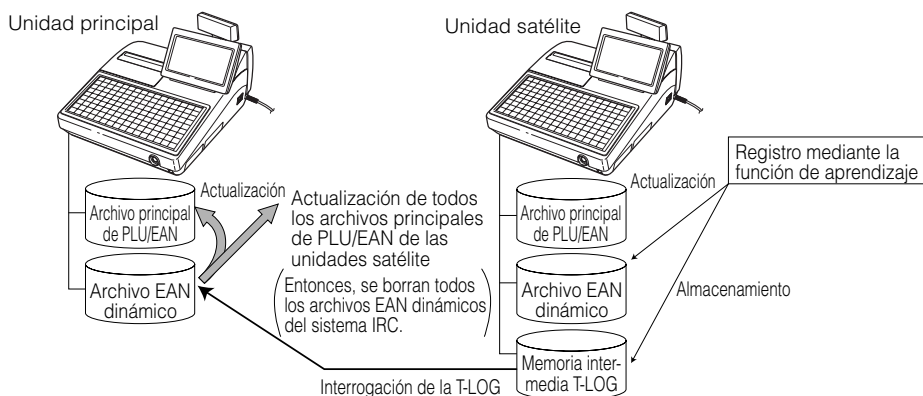 Unidad principal
Unidad satélite
Registro mediante la
función de aprendizaje
Actualización
Actualización
Archivo principal
de PLU/EAN
Actualización de todos
los archivos principales
de PLU/EAN de las
unidades satélite
Archivo principal
de PLU/EAN
Archivo EAN
dinámico
(Entonces, se borran todos
los archivos EAN dinámicos
del sistema IRC.)
Archivo EAN
dinámico
Almacenamiento
Memoria inter-
media T-LOG
Interrogación de la T-LOG